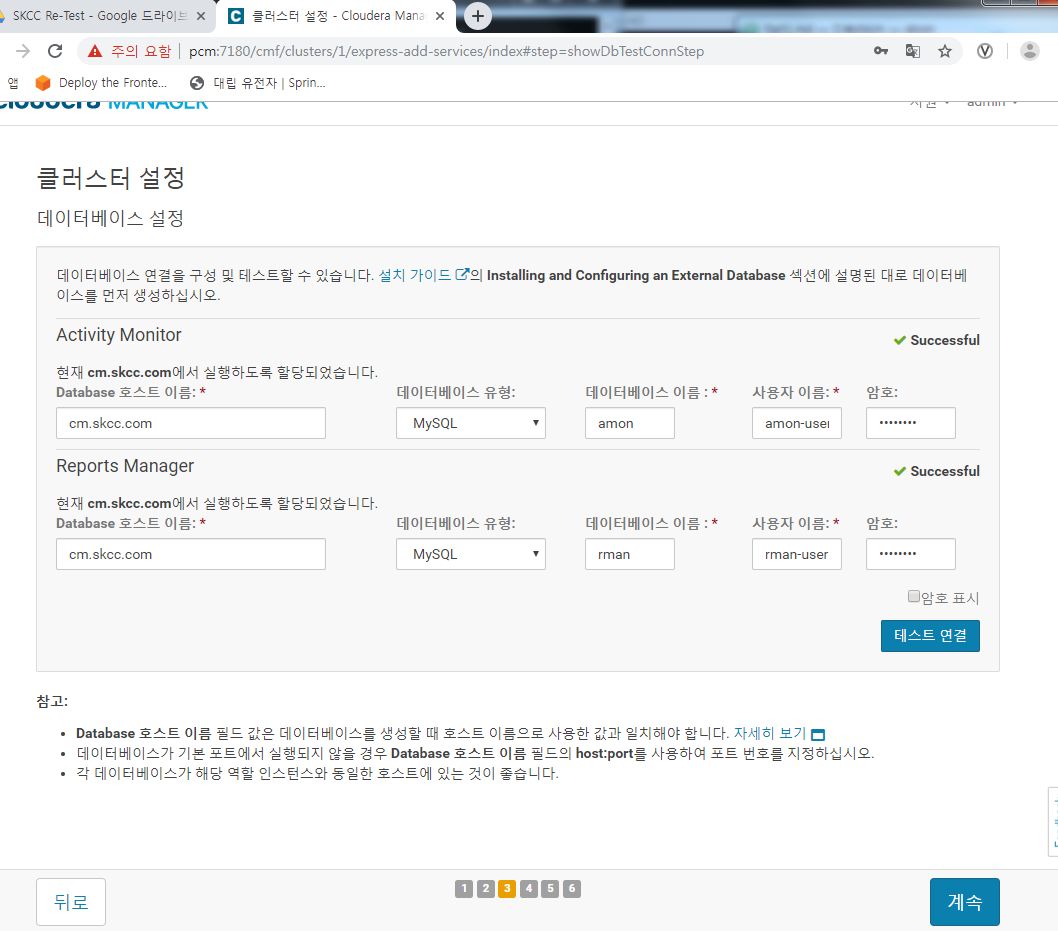 SKCC Re-Test - Google 드라이브
클러스터 설정 - Cloudera Mana
주의 요함 pcm:7180/cmf/clusters/1/express-add-services/index#step=showDbTestConnStep
앱 Deploy the Fronte... 대립 유전자 | Sprin...
cloudera MANAGER 지원 admin
클러스터 설정
데이터베이스 설정
데이터베이스 연결을 구성 및 테스트할 수 있습니다. 설치 가이드 의 Installing and Configuring an External Database 섹션에 설명된 대로 데이터베
이스를 먼저 생성하십시오.
Activity Monitor Successful
현재 cm.skcc.com에서 실행하도록 할당되었습니다.
Database 호스트 이름: * 데이터베이스 유형: 데이터베이스 이름 : * 사용자 이름: * 암호:
cm.skcc.com MySQL amon amon-user ••••••••
Reports Manager Successful
현재 cm.skcc.com에서 실행하도록 할당되었습니다.
Database 호스트 이름: * 데이터베이스 유형: 데이터베이스 이름 : * 사용자 이름: * 암호:
cm.skcc.com MySQL rman rman-user ••••••••
암호 표시
테스트 연결
참고:
• Database 호스트 이름 필드 값은 데이터베이스를 생성할 때 호스트 이름으로 사용한 값과 일치해야 합니다. 자세히 보기
• 데이터베이스가 기본 포트에서 실행되지 않을 경우 Database 호스트 이름 필드의 host:port를 사용하여 포트 번호를 지정하십시오.
• 각 데이터베이스가 해당 역할 인스턴스와 동일한 호스트에 있는 것이 좋습니다.
뒤로 1 2 3 4 5 6 계속